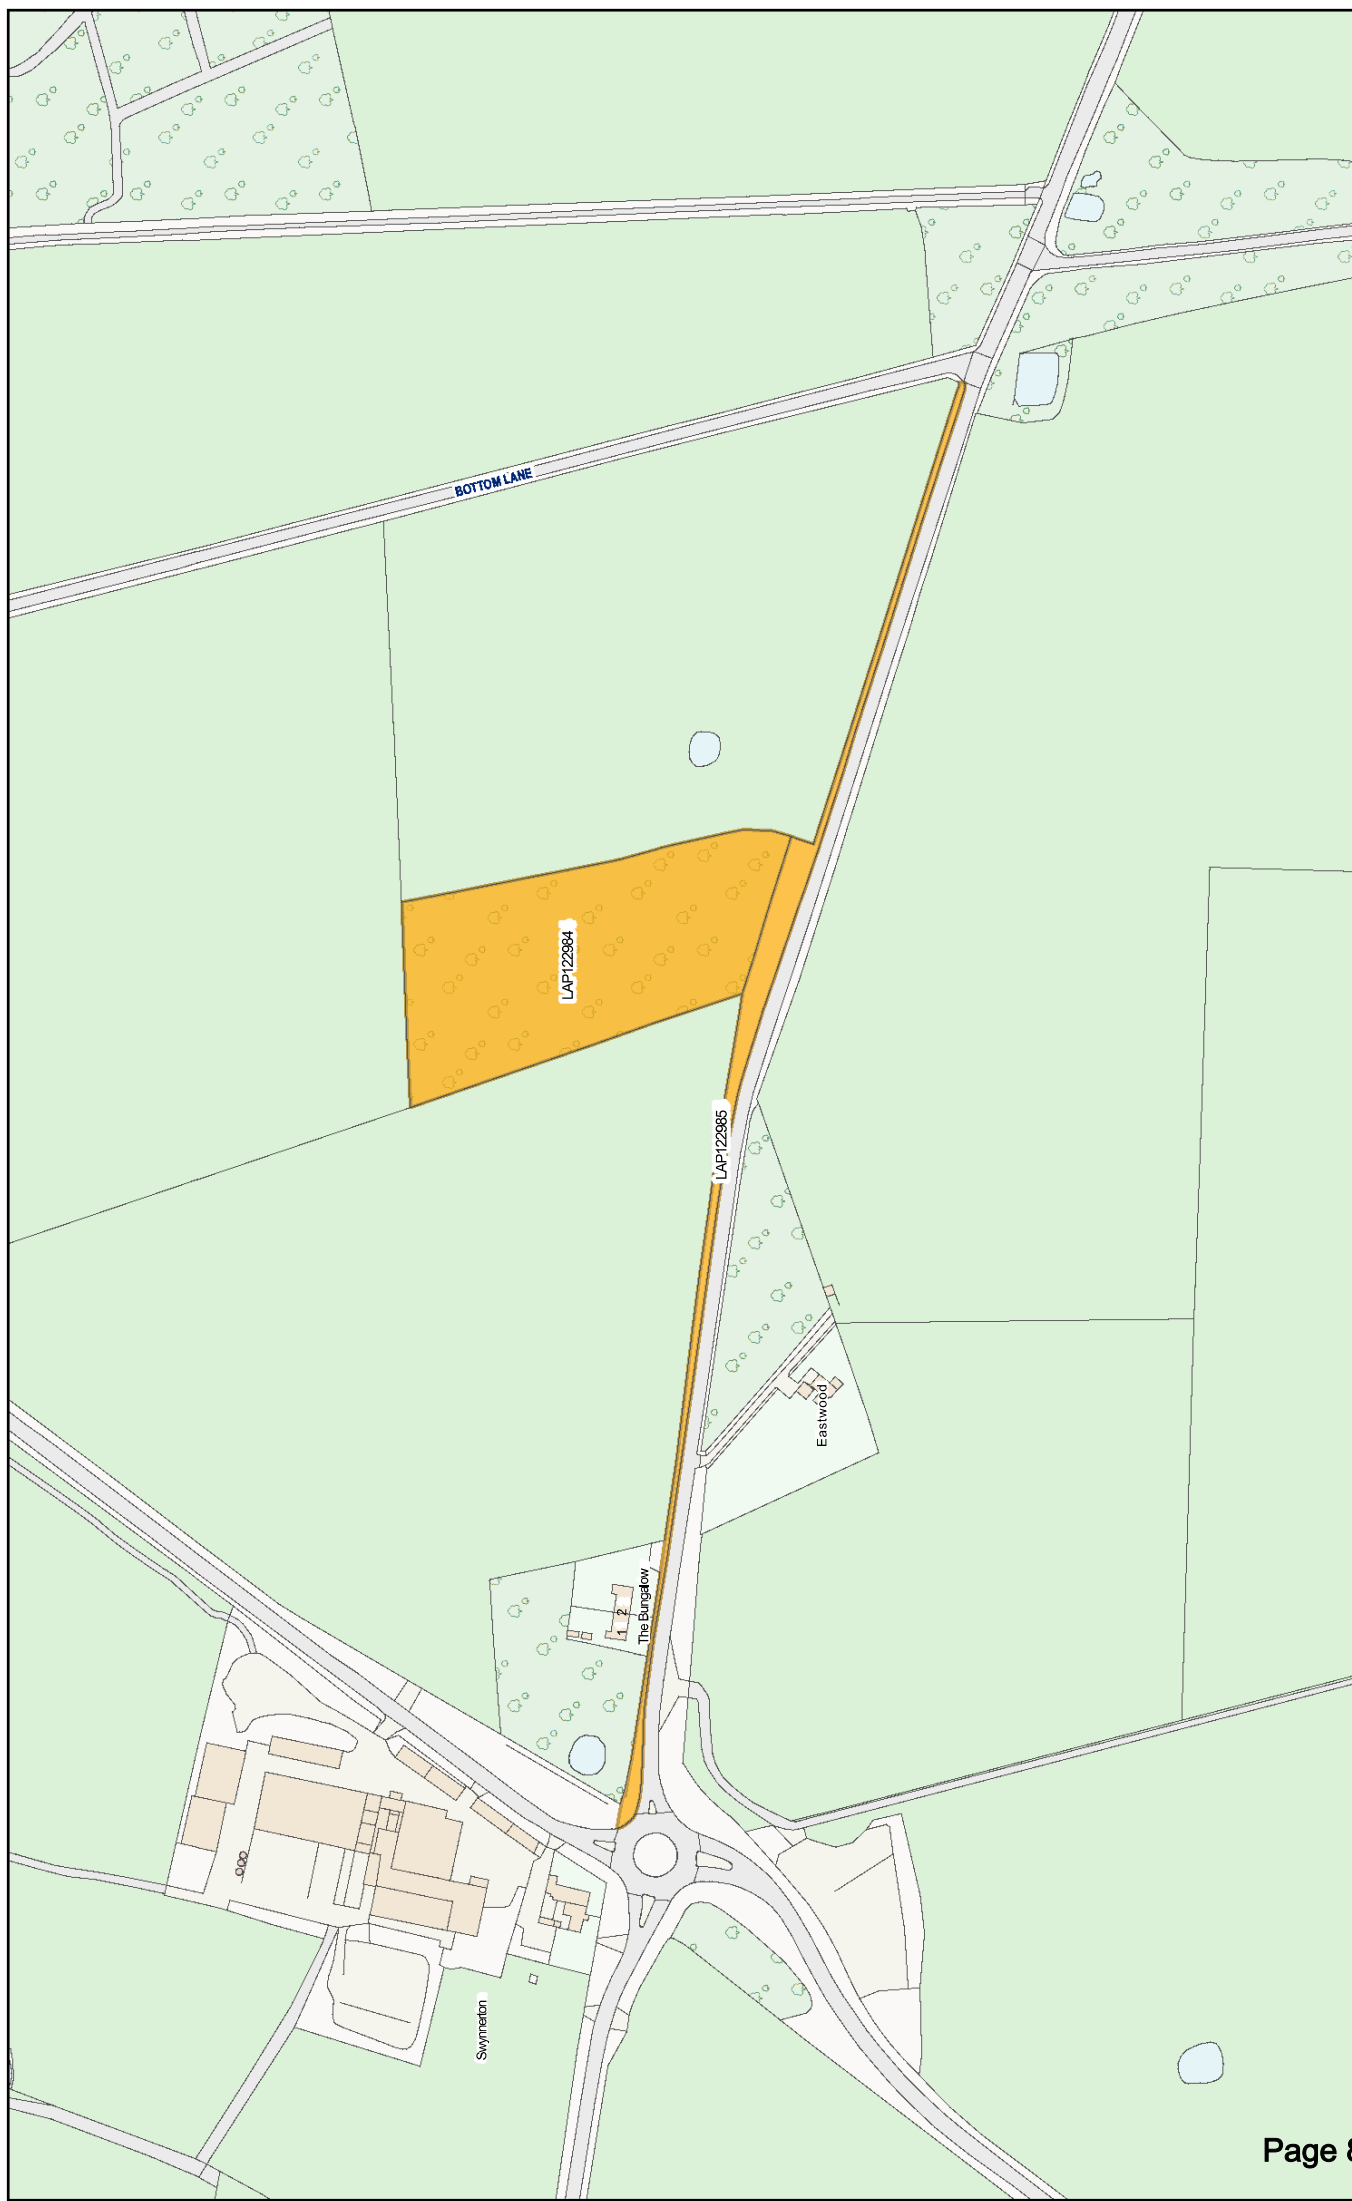 BOTTOM LANE
LAP122984
LAP122985
Eastwood
The Bungalow
1 2
Swynnerton
Page 8